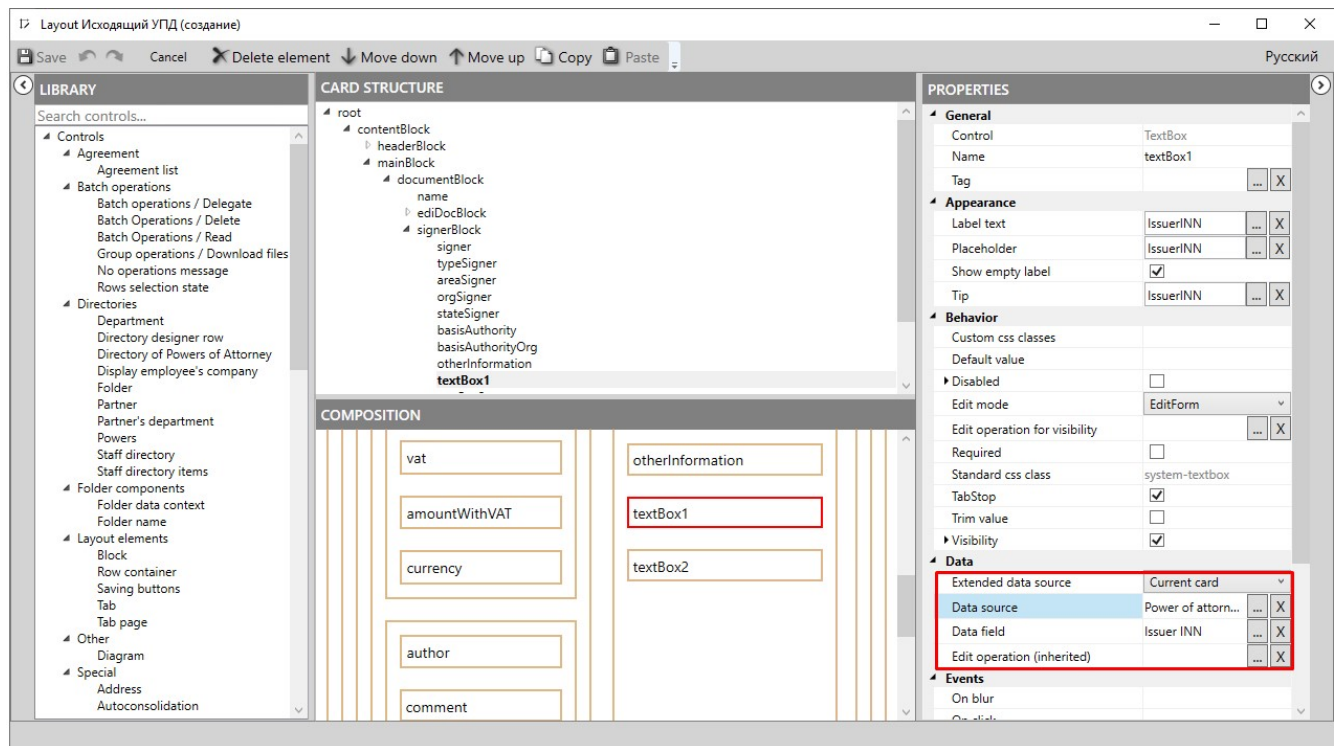 Layout Исходящий УПД (создание)
Save Cancel Delete element Move down Move up Copy Paste Русский
LIBRARY
Search controls...
Controls
Agreement
Agreement list
Batch operations
Batch Operations / Delegate
Batch Operations / Delete
Batch Operations / Read
Group operations / Download files
No operations message
Rows selection state
Directories
Department
Directory designer row
Directory of Powers of Attorney
Display employee's company
Folder
Partner
Partner's department
Powers
Staff directory
Staff directory items
Folder components
Folder data context
Folder name
Layout elements
Block
Row container
Saving buttons
Tab
Tab page
Other
Diagram
Special
Address
Autoconsolidation
CARD STRUCTURE
root
contentBlock
headerBlock
mainBlock
documentBlock
name
ediDocBlock
signerBlock
signer
typeSigner
areaSigner
orgSigner
stateSigner
basisAuthority
basisAuthorityOrg
otherInformation
textBox1
COMPOSITION
vat
amountWithVAT
currency
author
comment
otherInformation
textBox1
textBox2
PROPERTIES
General
Control TextBox
Name textBox1
Tag ... X
Appearance
Label text IssuerINN ... X
Placeholder IssuerINN ... X
Show empty label
Tip IssuerINN ... X
Behavior
Custom css classes
Default value
Disabled
Edit mode EditForm
Edit operation for visibility ... X
Required
Standard css class system-textbox
TabStop
Trim value
Visibility
Data
Extended data source Current card
Data source Power of attorn... ... X
Data field Issuer INN ... X
Edit operation (inherited) ... X
Events
On blur